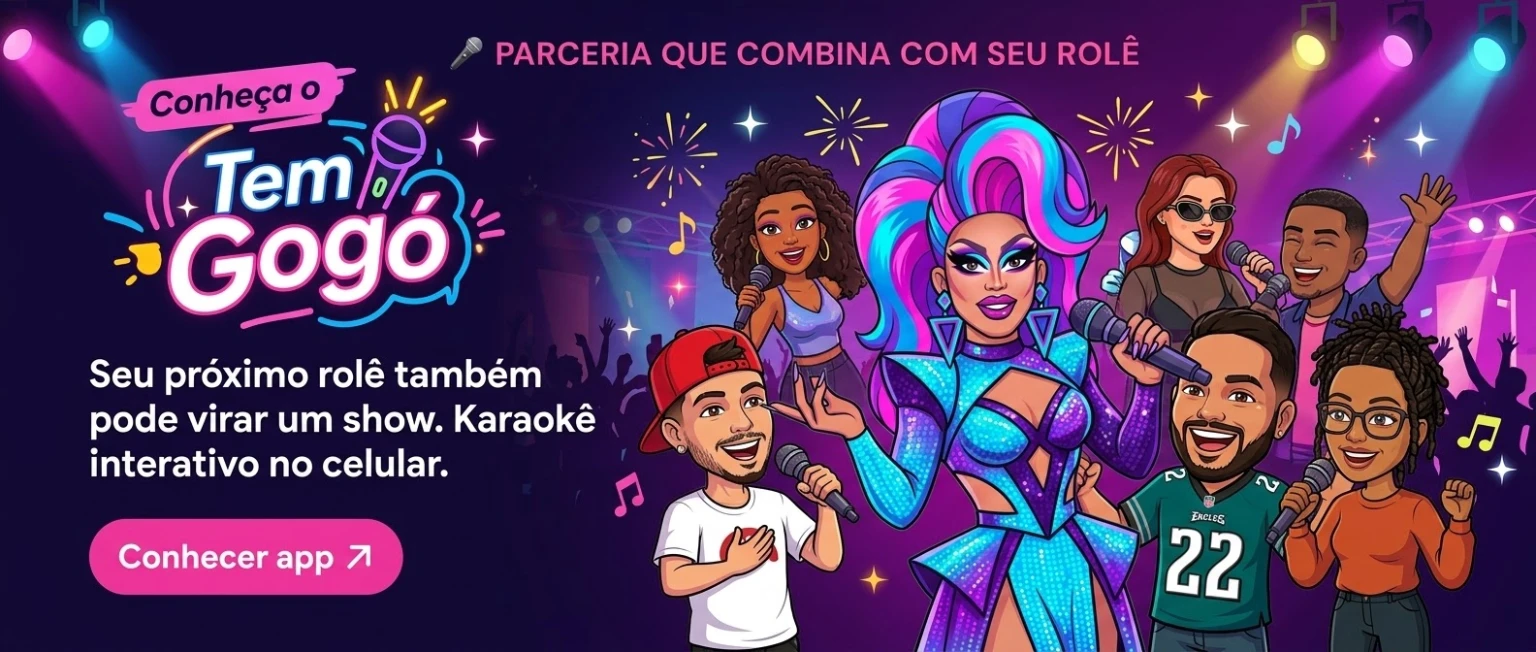 PARCERIA QUE COMBINA COM SEU ROLÊ
Conheça o
Tem
Gogó
Seu próximo rolê também
pode virar um show. Karaokê
interativo no celular.
Conhecer app ↗
EAGLES
22
22
22